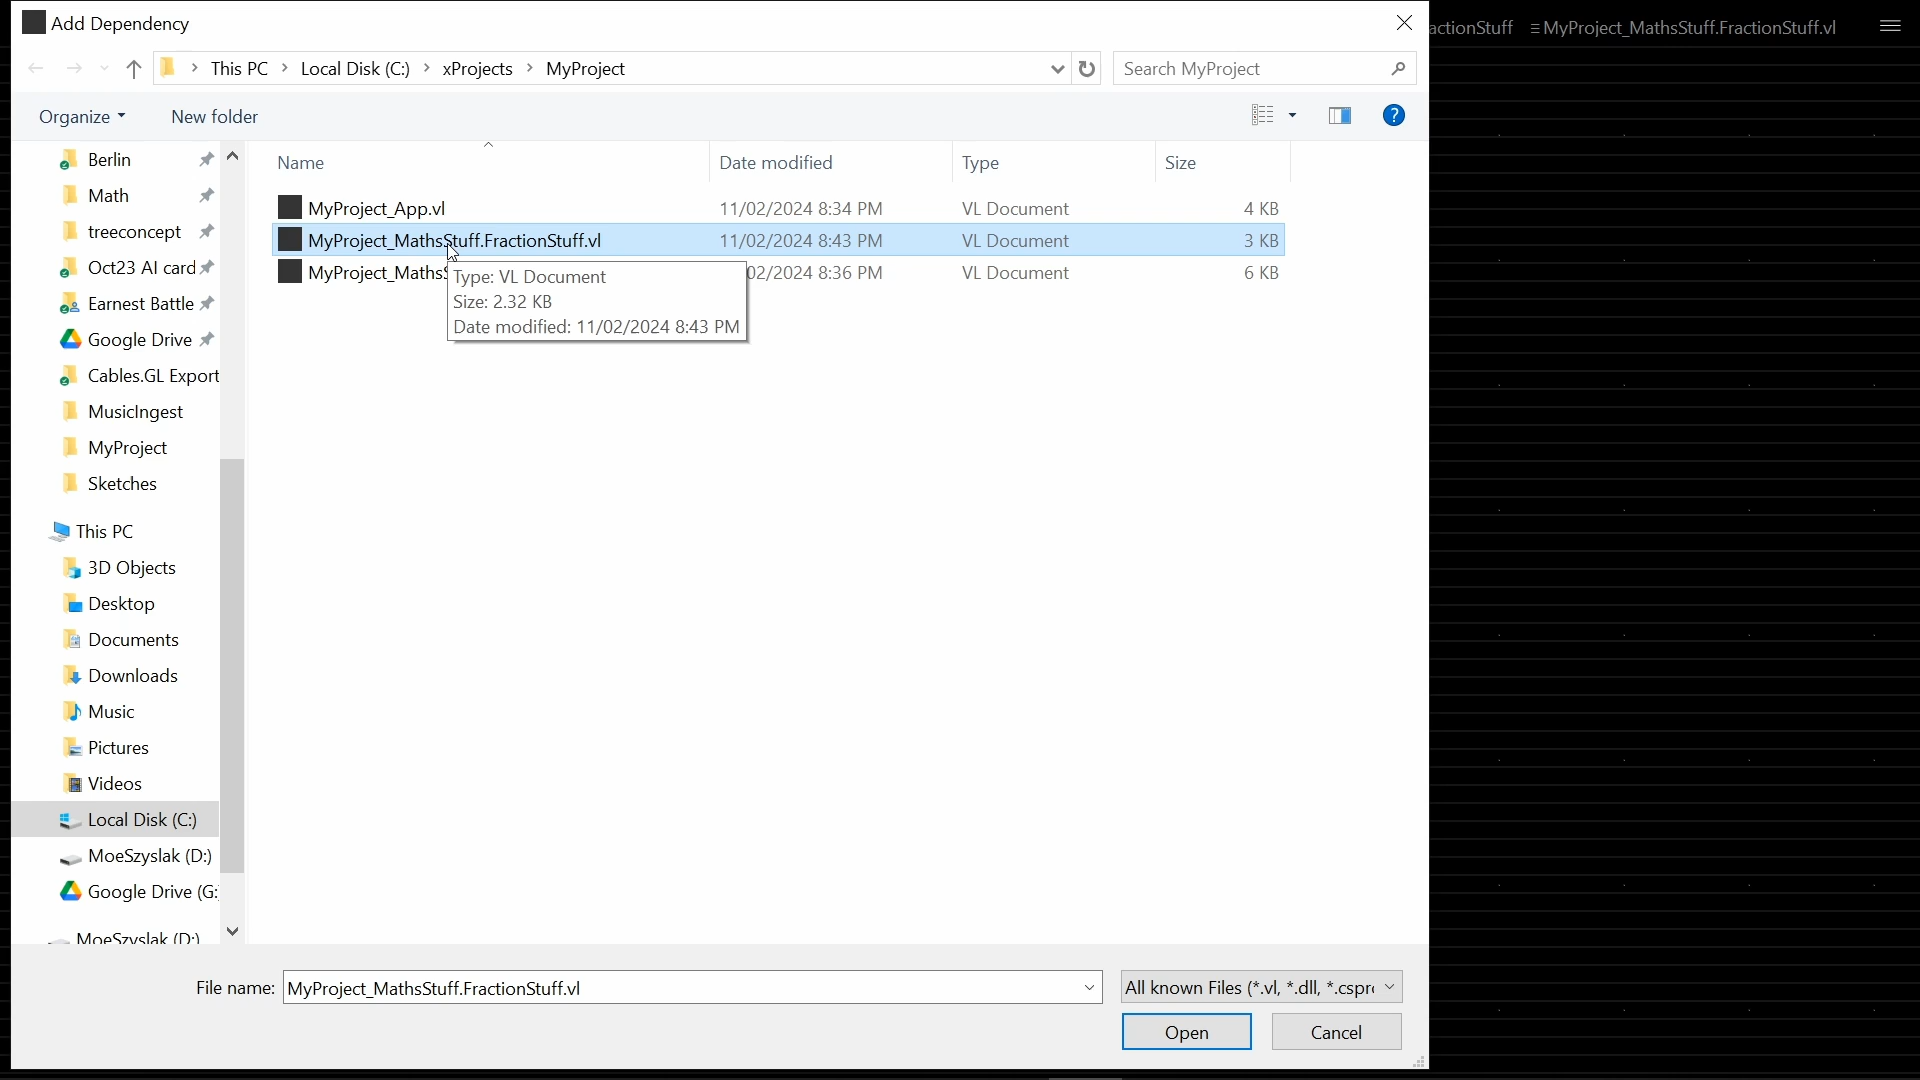 Add Dependency
actionStuff
MyProject_MathsStuff.FractionStuff.vl
This PC > Local Disk (C:) > xProjects > MyProject
Search MyProject
Organize
New folder
Name
Date modified
Type
Size
Berlin
Math
treeconcept
Oct23 AI card
Earnest Battle
Google Drive
Cables.GL Export
MusicIngest
MyProject
Sketches
This PC
3D Objects
Desktop
Documents
Downloads
Music
Pictures
Videos
Local Disk (C:)
MoeSzyslak (D:)
Google Drive (G:
MoeSzyslak (D:)
MyProject_App.vl 11/02/2024 8:34 PM VL Document 4 KB
MyProject_MathsStuff.FractionStuff.vl 11/02/2024 8:43 PM VL Document 3 KB
MyProject_Maths 02/2024 8:36 PM VL Document 6 KB
Type: VL Document
Size: 2.32 KB
Date modified: 11/02/2024 8:43 PM
File name: MyProject_MathsStuff.FractionStuff.vl
All known Files (*.vl, *.dll, *.cspr
Open
Cancel